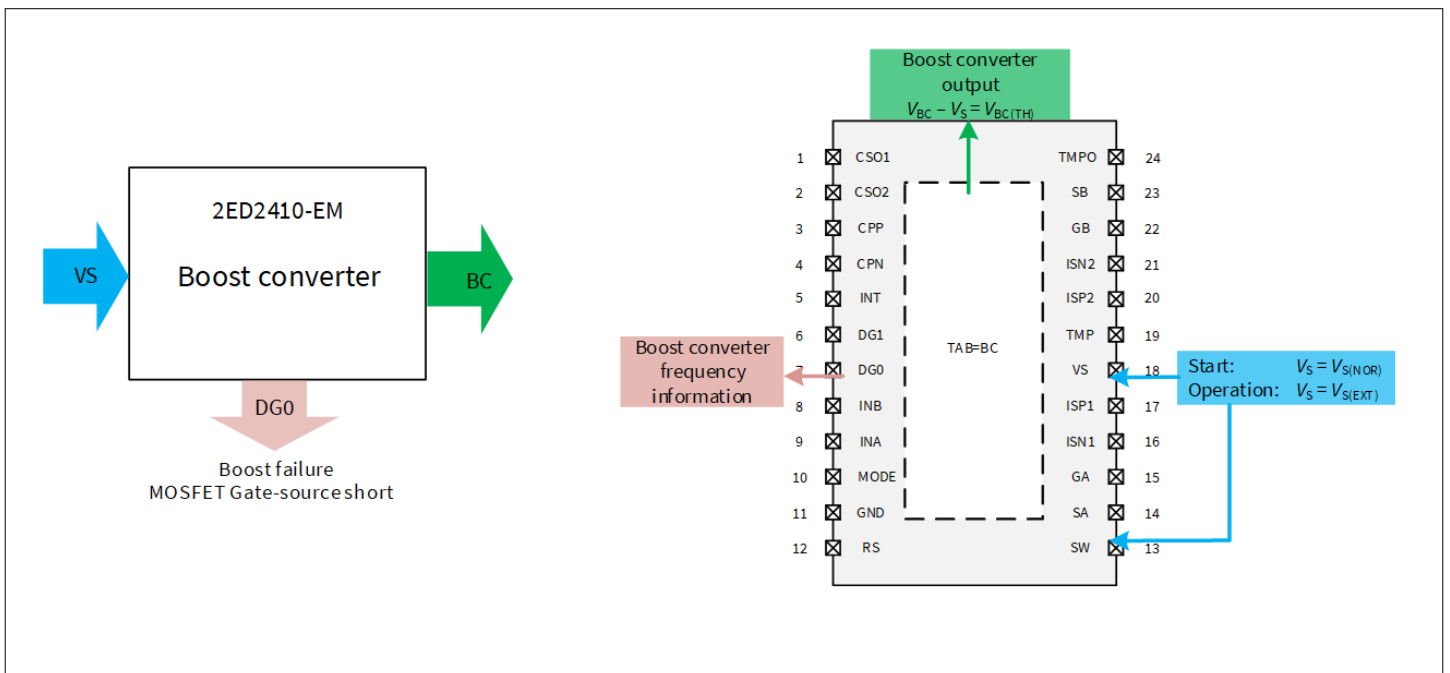 2ED2410-EM
Boost converter
VS
BC
DG0
Boost failure
MOSFET Gate-source short
Boost converter
output
VBC – VS = VBC(TH)
1 CSO1 TMPO 24
2 CSO2 SB 23
3 CPP GB 22
4 CPN ISN2 21
5 INT ISP2 20
6 DG1 TMP 19
7 DG0 VS 18
8 INB ISP1 17
9 INA ISN1 16
10 MODE GA 15
11 GND SA 14
12 RS SW 13
TAB=BC
Boost converter
frequency
information
Start: VS = VS(NOR)
Operation: VS = VS(EXT)